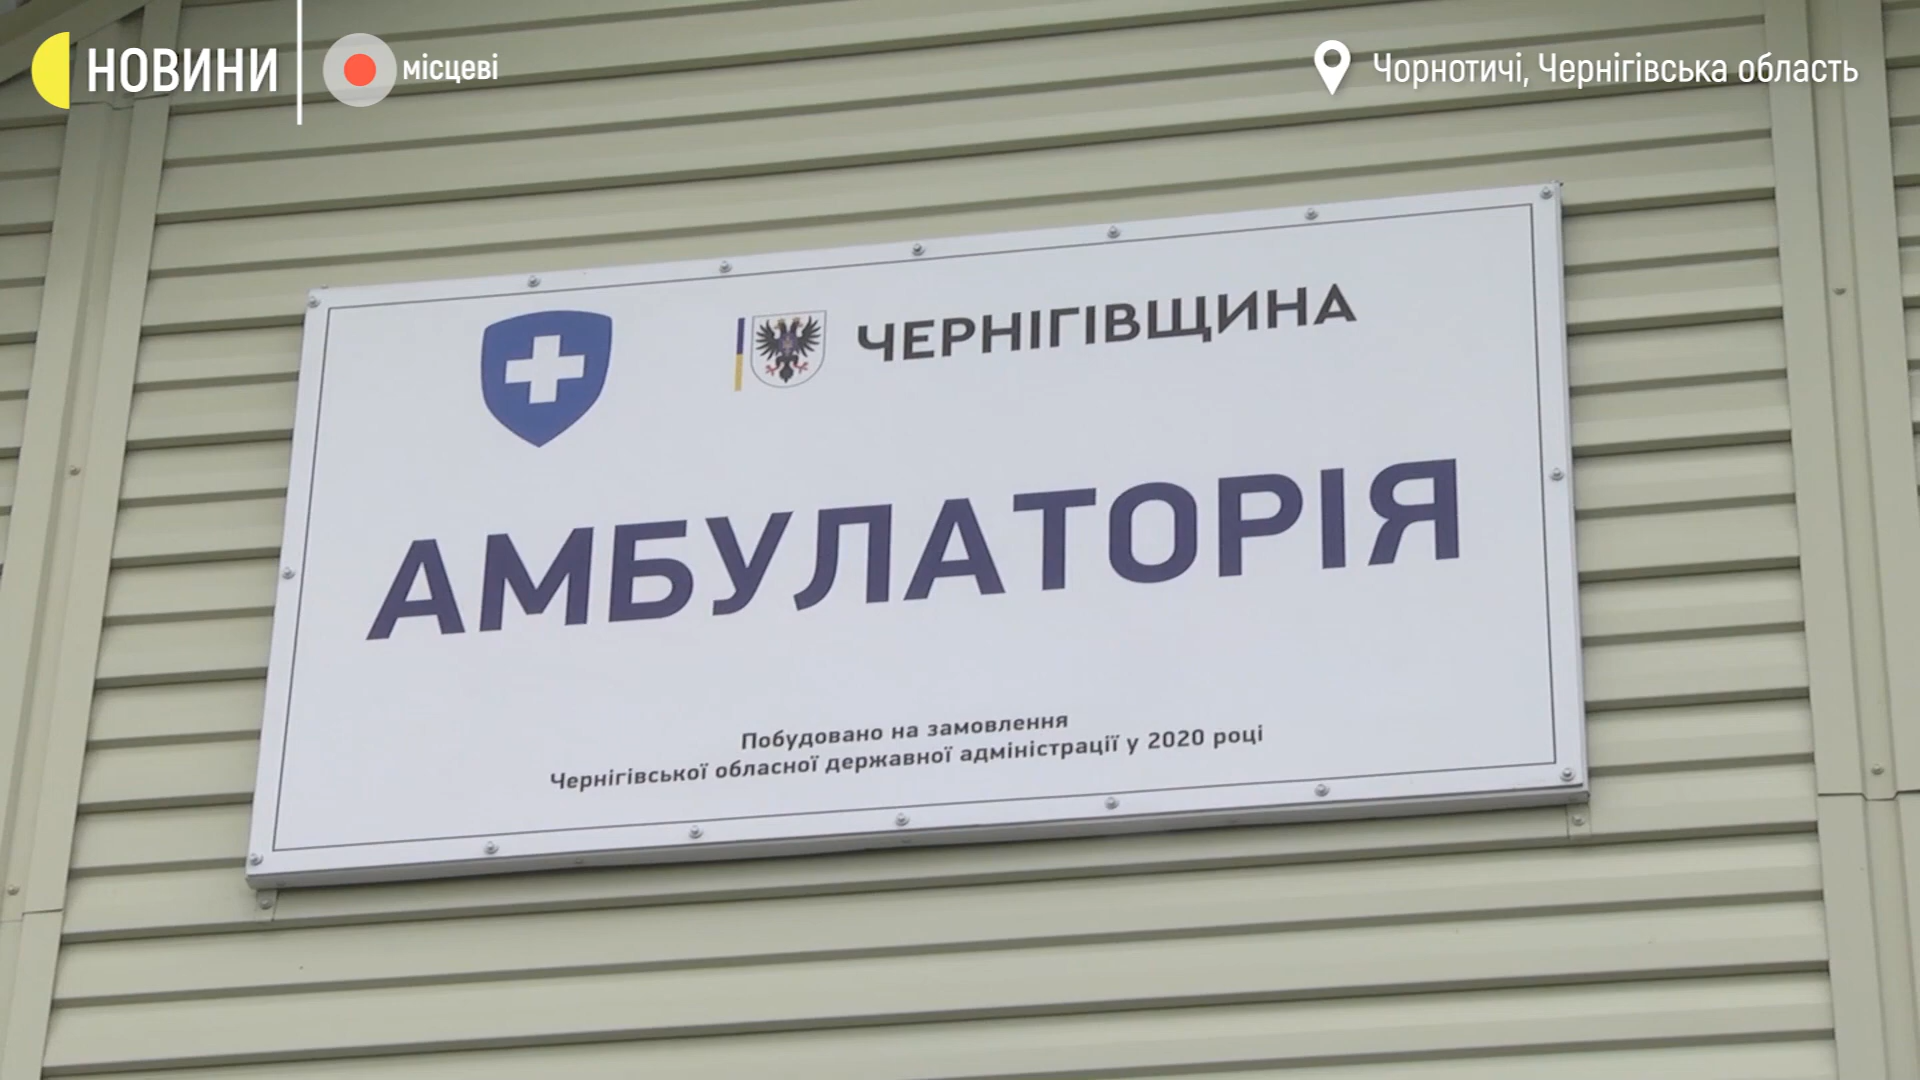 НОВИНИ
місцеві
Чорнотичі, Чернігівська область
ЧЕРНІГІВЩИНА
АМБУЛАТОРІЯ
Побудовано на замовлення
Чернігівської обласної державної адміністрації у 2020 році